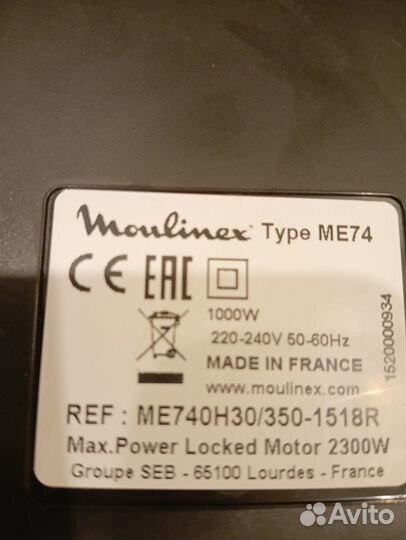 Moulinex Type ME74
CE EAC
1000W
220-240V 50-60Hz
MADE IN FRANCE
www.moulinex.com
1520000934
REF : ME740H30/350-1518R
Max.Power Locked Motor 2300W
Groupe SEB - 65100 Lourdes - France
Avito